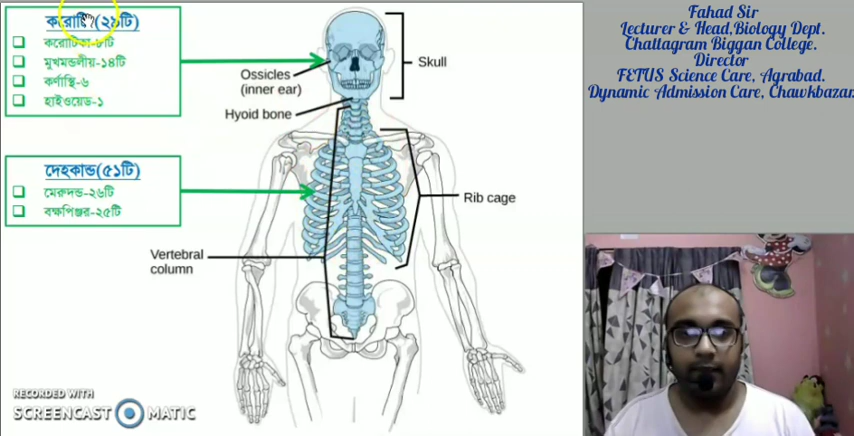 করোটি (২৯টি)
করোটিকা-৮টি
মুখমন্ডলীয়-১৪টি
কর্ণাস্থি-৬
হাইওয়েড-১
দেহকান্ড(৫১টি)
মেরুদন্ড-২৬টি
বক্ষপিঞ্জর-২৫টি
Skull
Ossicles
(inner ear)
Hyoid bone
Rib cage
Vertebral
column
RECORDED WITH
SCREENCAST MATIC
Fahad Sir
Lecturer & Head,Biology Dept.
Chattagram Biggan College.
Director
FETUS Science Care, Agrabad.
Dynamic Admission Care, Chawkbazar.